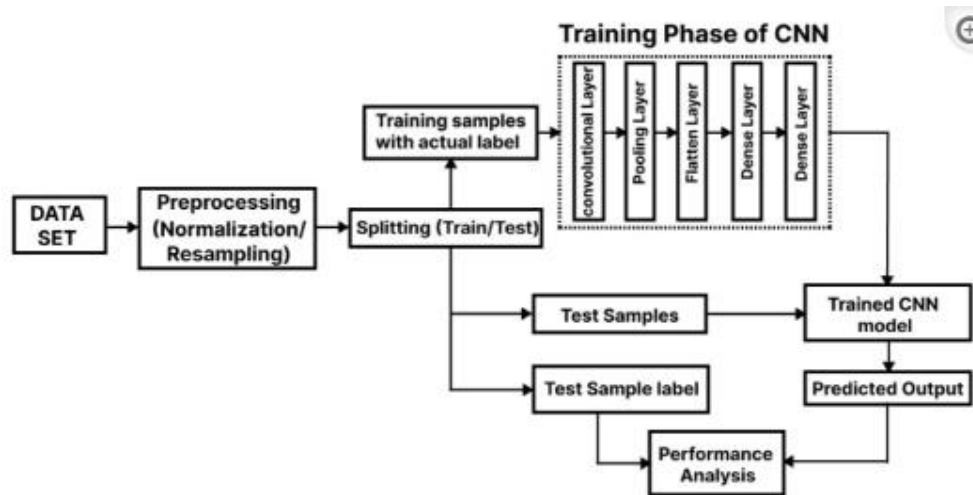 Training Phase of CNN
convolutional Layer
Pooling Layer
Flatten Layer
Dense Layer
Dense Layer
Training samples
with actual label
DATA
SET
Preprocessing
(Normalization/
Resampling)
Splitting (Train/Test)
Test Samples
Trained CNN
model
Test Sample label
Predicted Output
Performance
Analysis